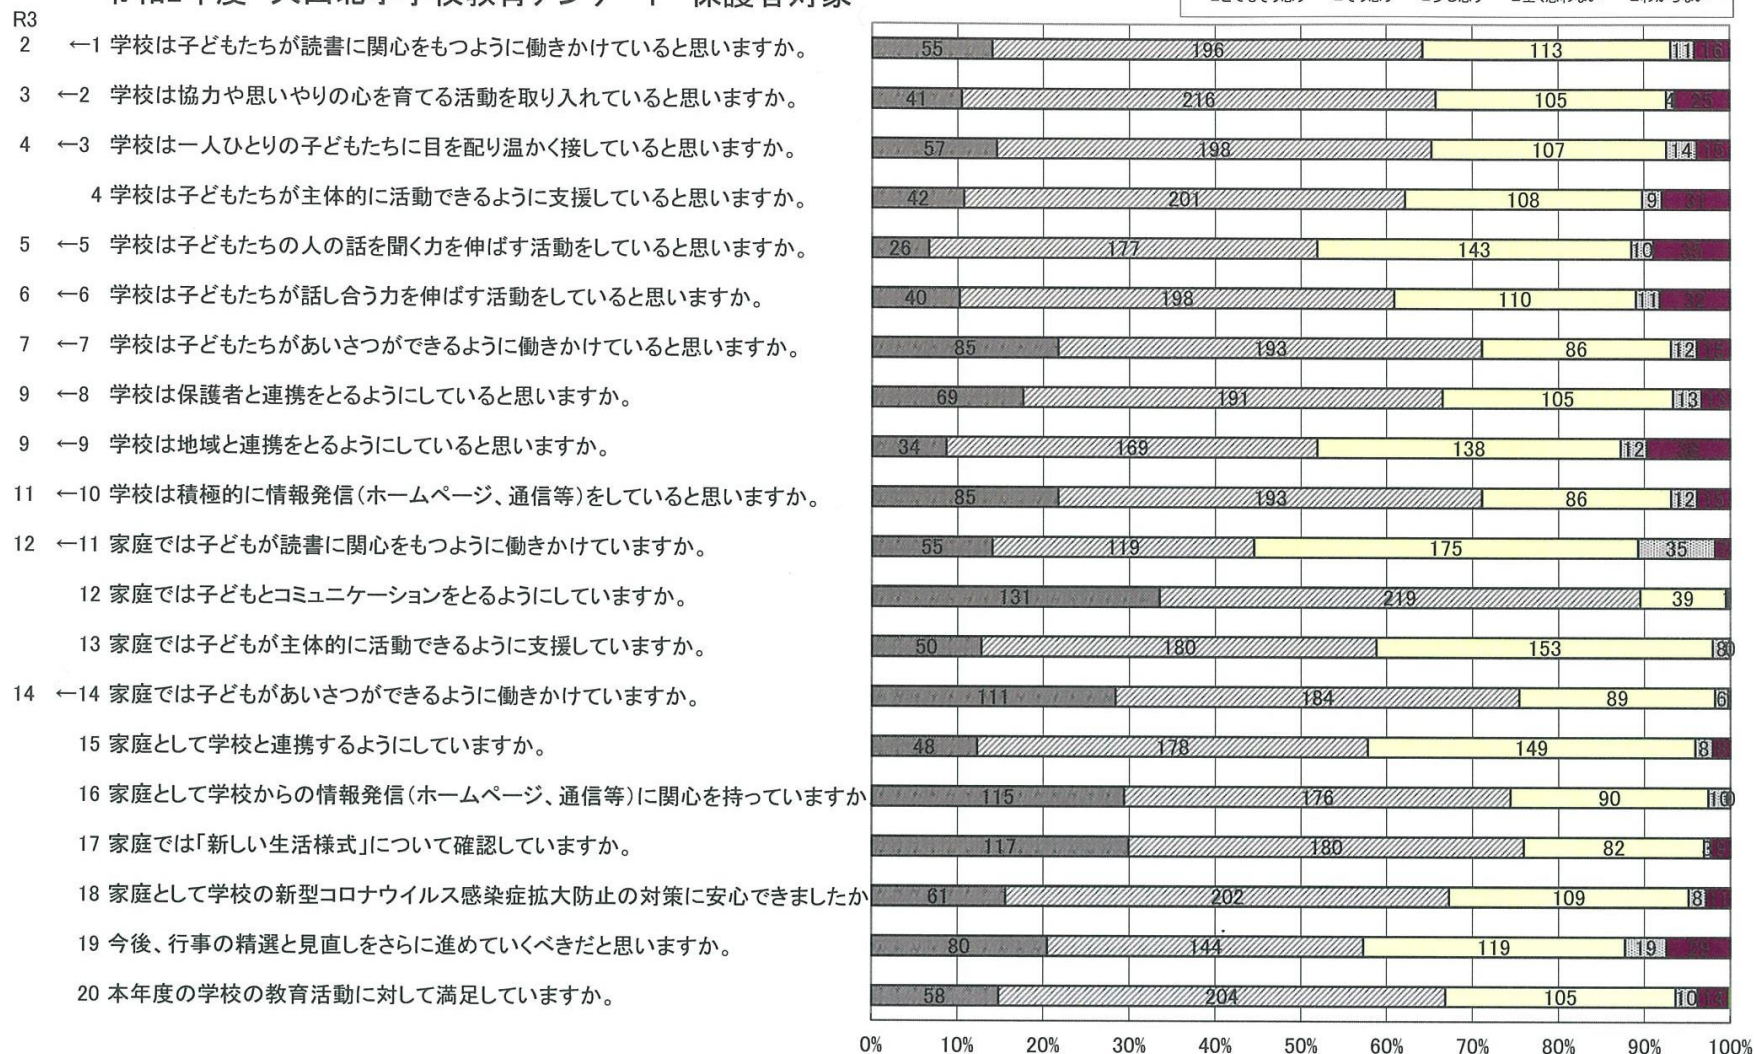 R3
2 ←1 学校は子どもたちが読書に関心をもつように働きかけていると思いますか。 55 196 113 11 16
3 ←2 学校は協力や思いやりの心を育てる活動を取り入れていると思いますか。 41 216 105 4 25
4 ←3 学校は一人ひとりの子どもたちに目を配り温かく接していると思いますか。 57 198 107 14 15
4 学校は子どもたちが主体的に活動できるように支援していると思いますか。 42 201 108 9 31
5 ←5 学校は子どもたちの人の話を聞く力を伸ばす活動をしていると思いますか。 26 177 143 10 35
6 ←6 学校は子どもたちが話し合う力を伸ばす活動をしていると思いますか。 40 198 110 11 32
7 ←7 学校は子どもたちがあいさつができるように働きかけていると思いますか。 85 193 86 12 15
9 ←8 学校は保護者と連携をとるようにしていると思いますか。 69 191 105 13 13
9 ←9 学校は地域と連携をとるようにしていると思いますか。 34 169 138 12
11 ←10 学校は積極的に情報発信(ホームページ、通信等)をしていると思いますか。 85 193 86 12 15
12 ←11 家庭では子どもが読書に関心をもつように働きかけていますか。 55 119 175 35
12 家庭では子どもとコミュニケーションをとるようにしていますか。 131 219 39
13 家庭では子どもが主体的に活動できるように支援していますか。 50 180 153 8 0
14 ←14 家庭では子どもがあいさつができるように働きかけていますか。 111 184 89 6
15 家庭として学校と連携するようにしていますか。 48 178 149 8
16 家庭として学校からの情報発信(ホームページ、通信等)に関心を持っていますか 115 176 90 10 0
17 家庭では「新しい生活様式」について確認していますか。 117 180 82 3
18 家庭として学校の新型コロナウイルス感染症拡大防止の対策に安心できましたか 61 202 109 8
19 今後、行事の精選と見直しをさらに進めていくべきだと思いますか。 80 144 119 19 29
20 本年度の学校の教育活動に対して満足していますか。 58 204 105 10 13
0% 10% 20% 30% 40% 50% 60% 70% 80% 90% 100%